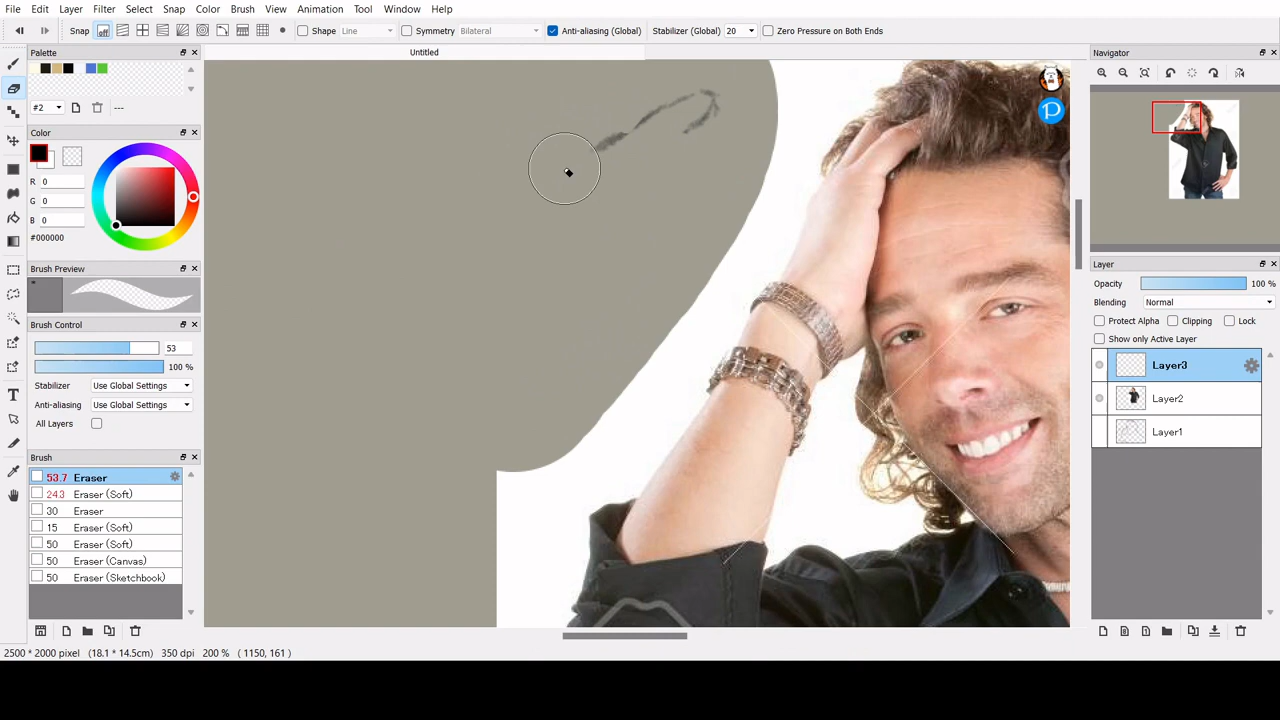 File Edit Layer Filter Select Snap Color Brush View Animation Tool Window Help
Snap off Shape Line Symmetry Bilateral Anti-aliasing (Global) Stabilizer (Global) 20 Zero Pressure on Both Ends
Palette
Untitled
Navigator
#2 ---
Color
R 0
G 0
B 0
#000000
Brush Preview
Brush Control
53
100 %
Stabilizer Use Global Settings
Anti-aliasing Use Global Settings
All Layers
Brush
53.7 Eraser
24.3 Eraser (Soft)
30 Eraser
15 Eraser (Soft)
50 Eraser (Soft)
50 Eraser (Canvas)
50 Eraser (Sketchbook)
P
Layer
Opacity 100 %
Blending Normal
Protect Alpha Clipping Lock
Show only Active Layer
Layer3
Layer2
Layer1
2500 * 2000 pixel (18.1 * 14.5cm) 350 dpi 200 % ( 1150, 161 )